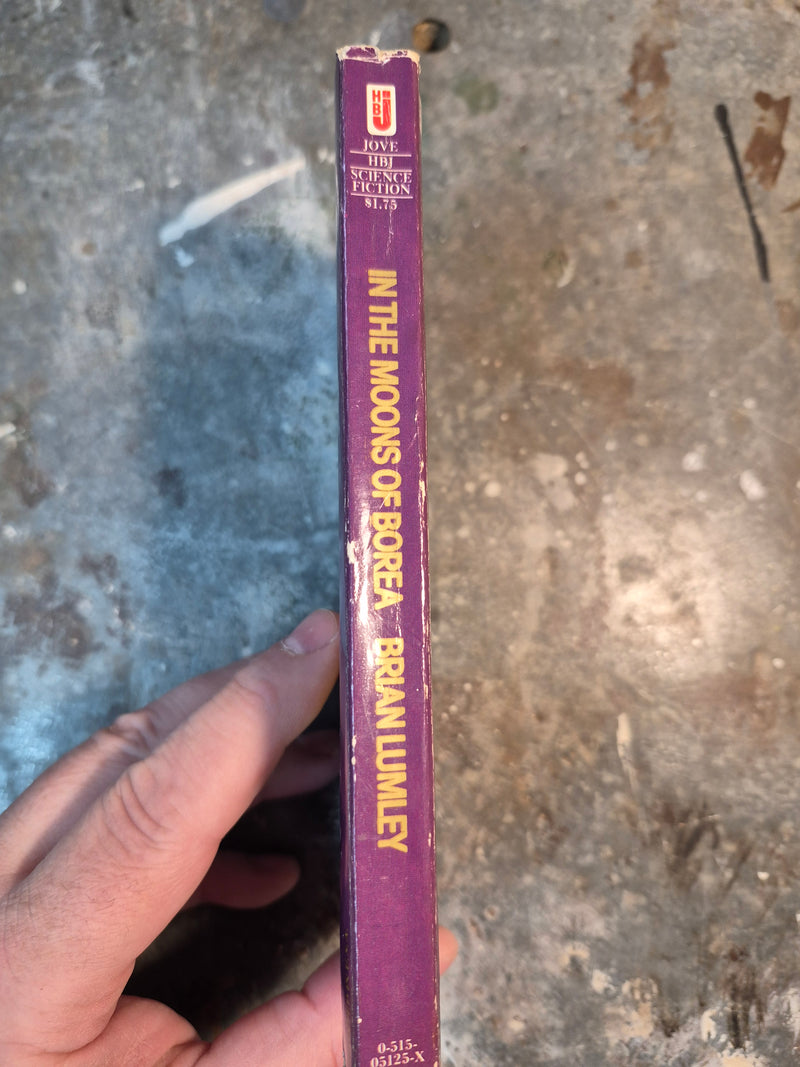 HBJ
JOVE
HBJ
SCIENCE
FICTION
$1.75
IN THE MOONS OF BOREA BRIAN LUMLEY
0-515-
05125-X